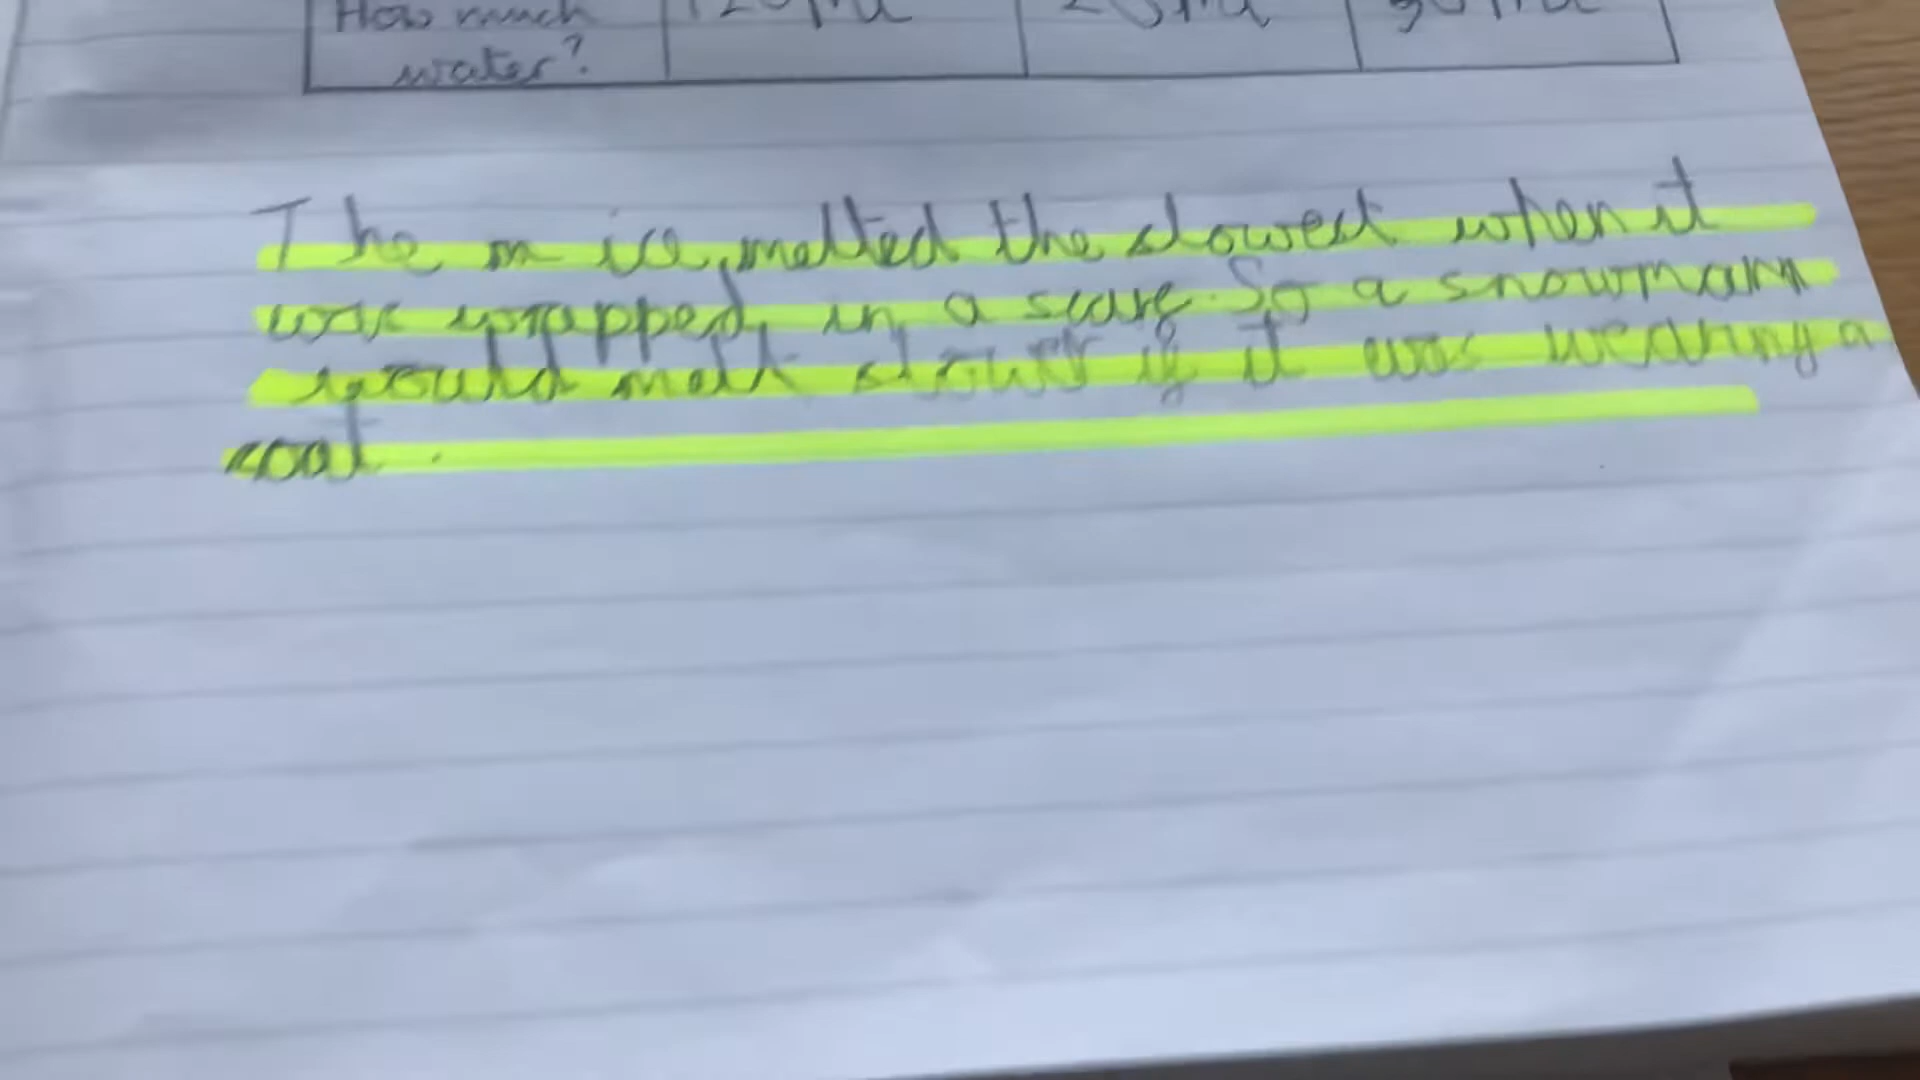 How much
water?
The m ice melted the slowest when it
was wrapped in a scarf. So a snowmann
would melt slower if it was wearing a
coat.